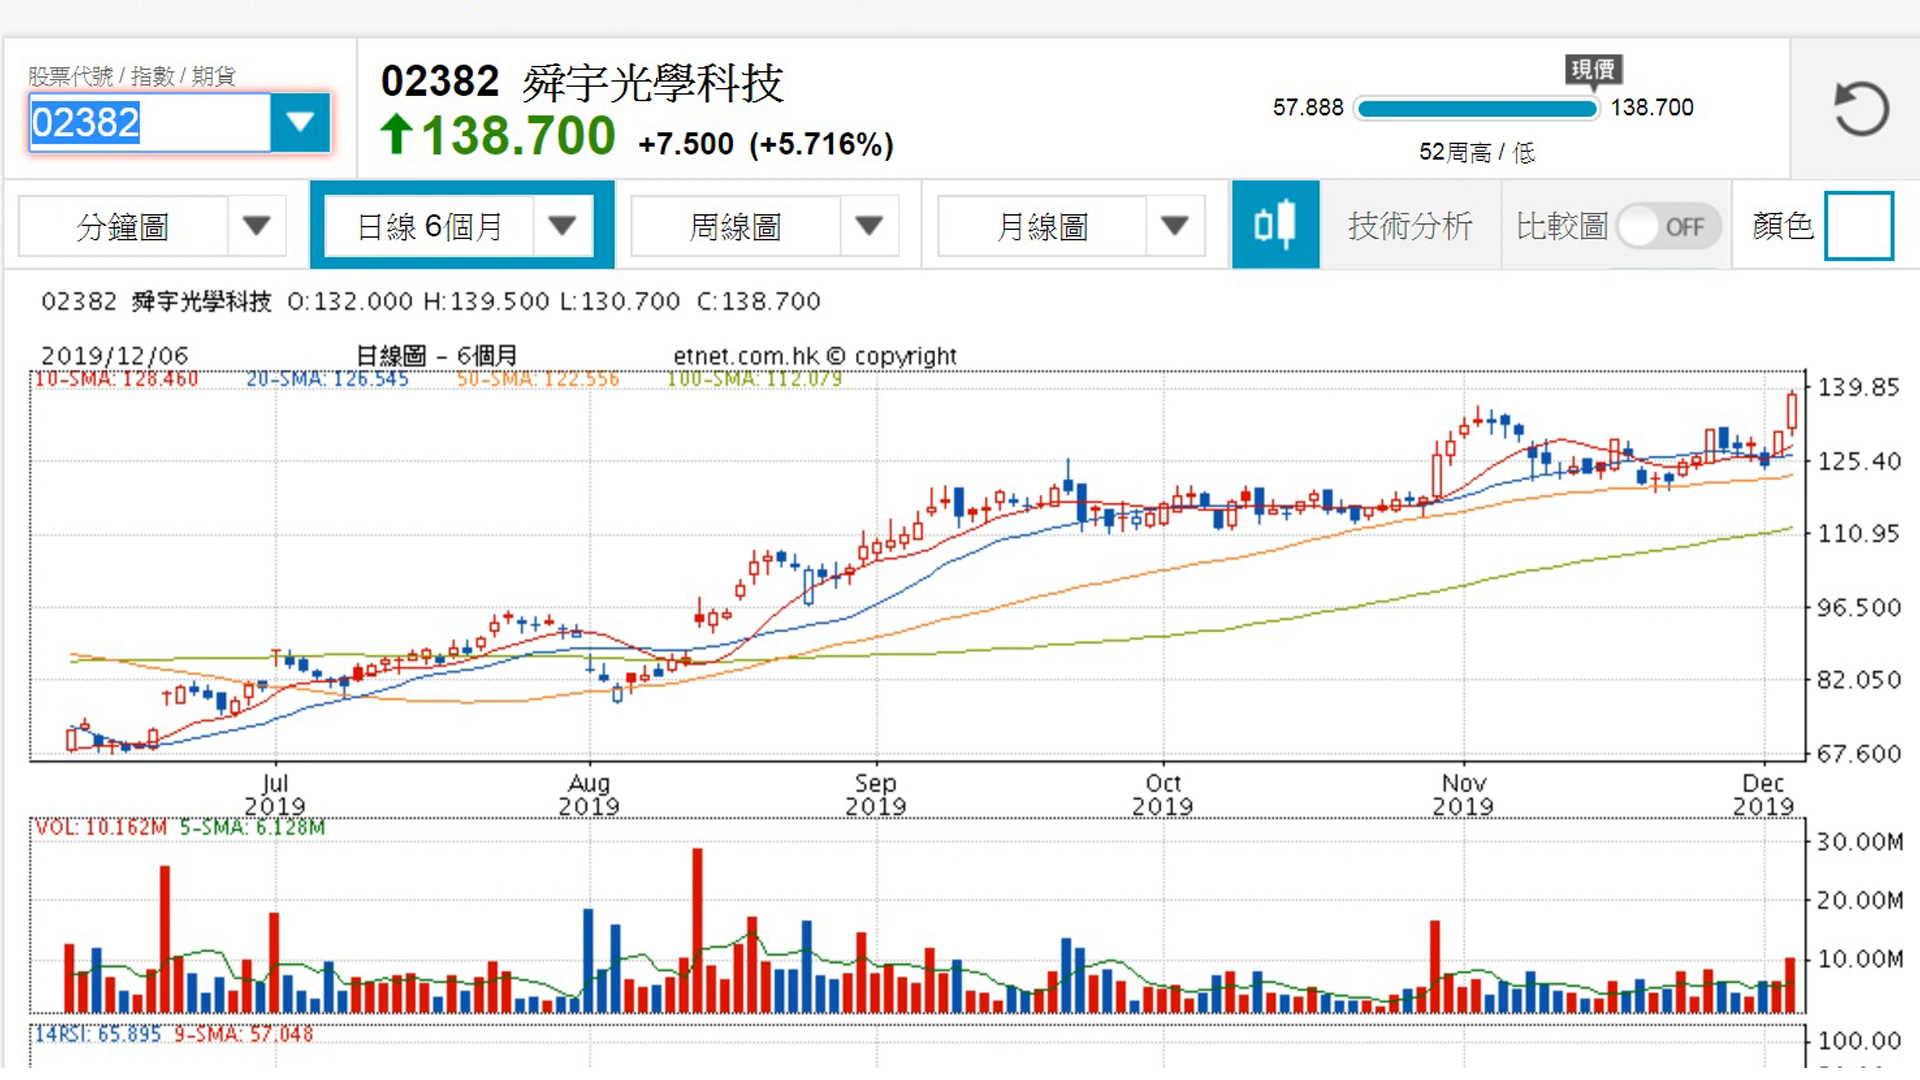 股票代號 / 指數 / 期貨
02382
02382 舜宇光學科技
138.700 +7.500 (+5.716%)
現價
57.888 138.700
52周高 / 低
分鐘圖 日線 6個月 周線圖 月線圖 技術分析 比較圖 OFF 顏色
02382 舜宇光學科技 O:132.000 H:139.500 L:130.700 C:138.700
2019/12/06 日線圖 - 6個月 etnet.com.hk © copyright
10-SMA: 128.460 20-SMA: 126.545 50-SMA: 122.556 100-SMA: 112.079
139.85
125.40
110.95
96.500
82.050
67.600
Jul Aug Sep Oct Nov Dec
2019 2019 2019 2019 2019 2019
VOL: 10.162M 5-SMA: 6.128M
30.00M
20.00M
10.00M
14RSI: 65.895 9-SMA: 57.048
100.00